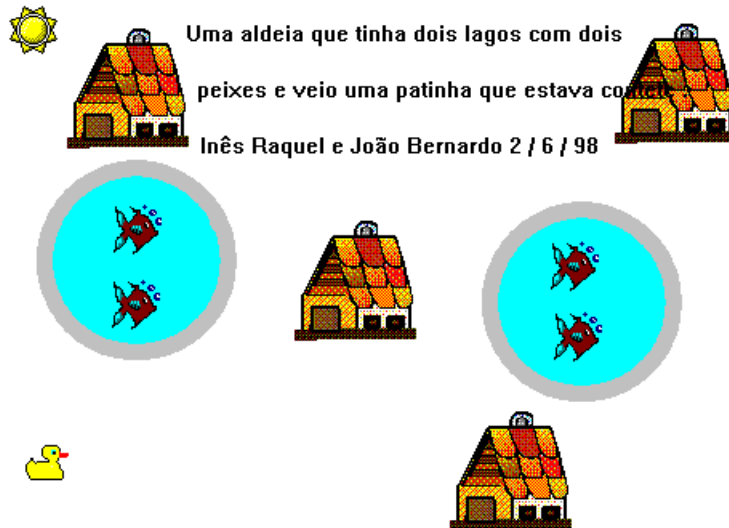 Uma aldeia que tinha dois lagos com dois
peixes e veio uma patinha que estava
Inês Raquel e João Bernardo 2 / 6 / 98